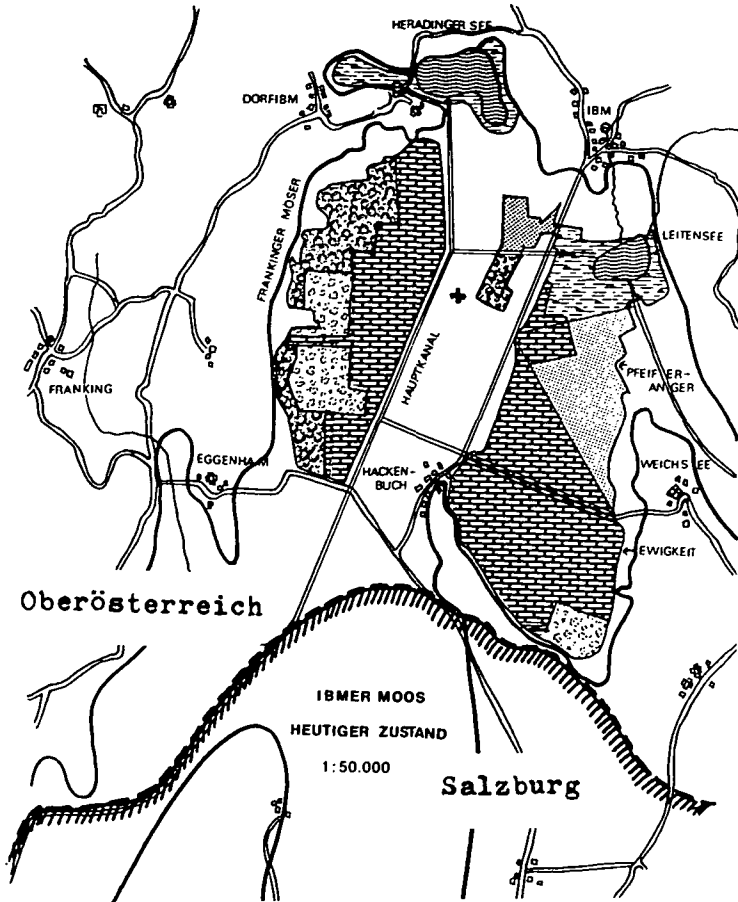 HERADINGER SEE
DORFIBM
IBM
FRANKINGER MÖSER
LEITENSEE
HAUPTKANAL
PFEIFFER-
ANGER
FRANKING
EGGENHAIM
HACKEN-
BUCH
WEICHSEE
EWIGKEIT
Oberösterreich
IBMER MOOS
HEUTIGER ZUSTAND
1:50.000
Salzburg